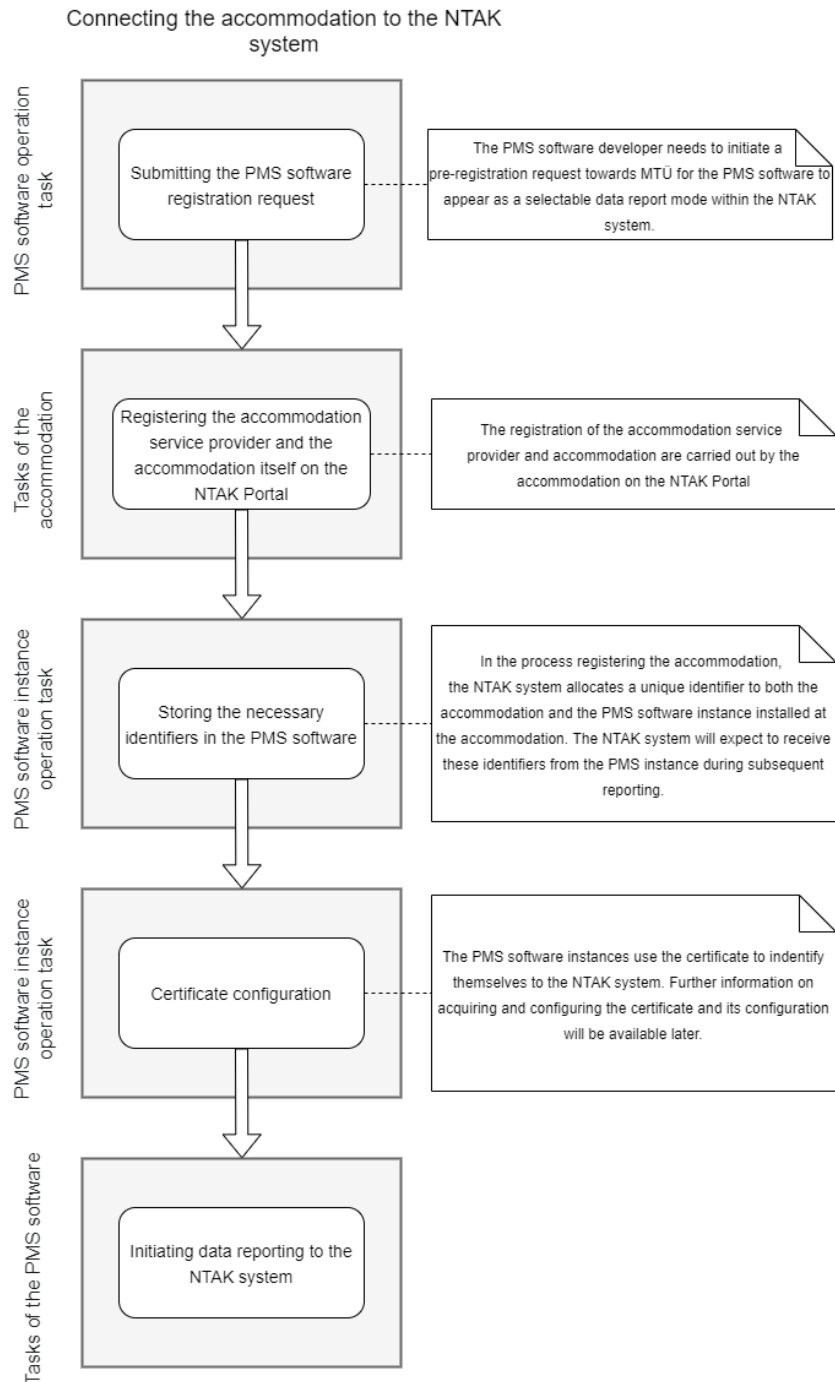 Connecting the accommodation to the NTAK
system
PMS software operation
task
Submitting the PMS software
registration request
The PMS software developer needs to initiate a
pre-registration request towards MTÜ for the PMS software to
appear as a selectable data report mode within the NTAK
system.
Tasks of the
accommodation
Registering the accommodation
service provider and the
accommodation itself on the
NTAK Portal
The registration of the accommodation service
provider and accommodation are carried out by the
accommodation on the NTAK Portal
PMS software instance
operation task
Storing the necessary
identifiers in the PMS software
In the process registering the accommodation,
the NTAK system allocates a unique identifier to both the
accommodation and the PMS software instance installed at
the accommodation. The NTAK system will expect to receive
these identifiers from the PMS instance during subsequent
reporting.
PMS software instance
operation task
Certificate configuration
The PMS software instances use the certificate to indentify
themselves to the NTAK system. Further information on
acquiring and configuring the certificate and its configuration
will be available later.
Tasks of the PMS software
Initiating data reporting to the
NTAK system